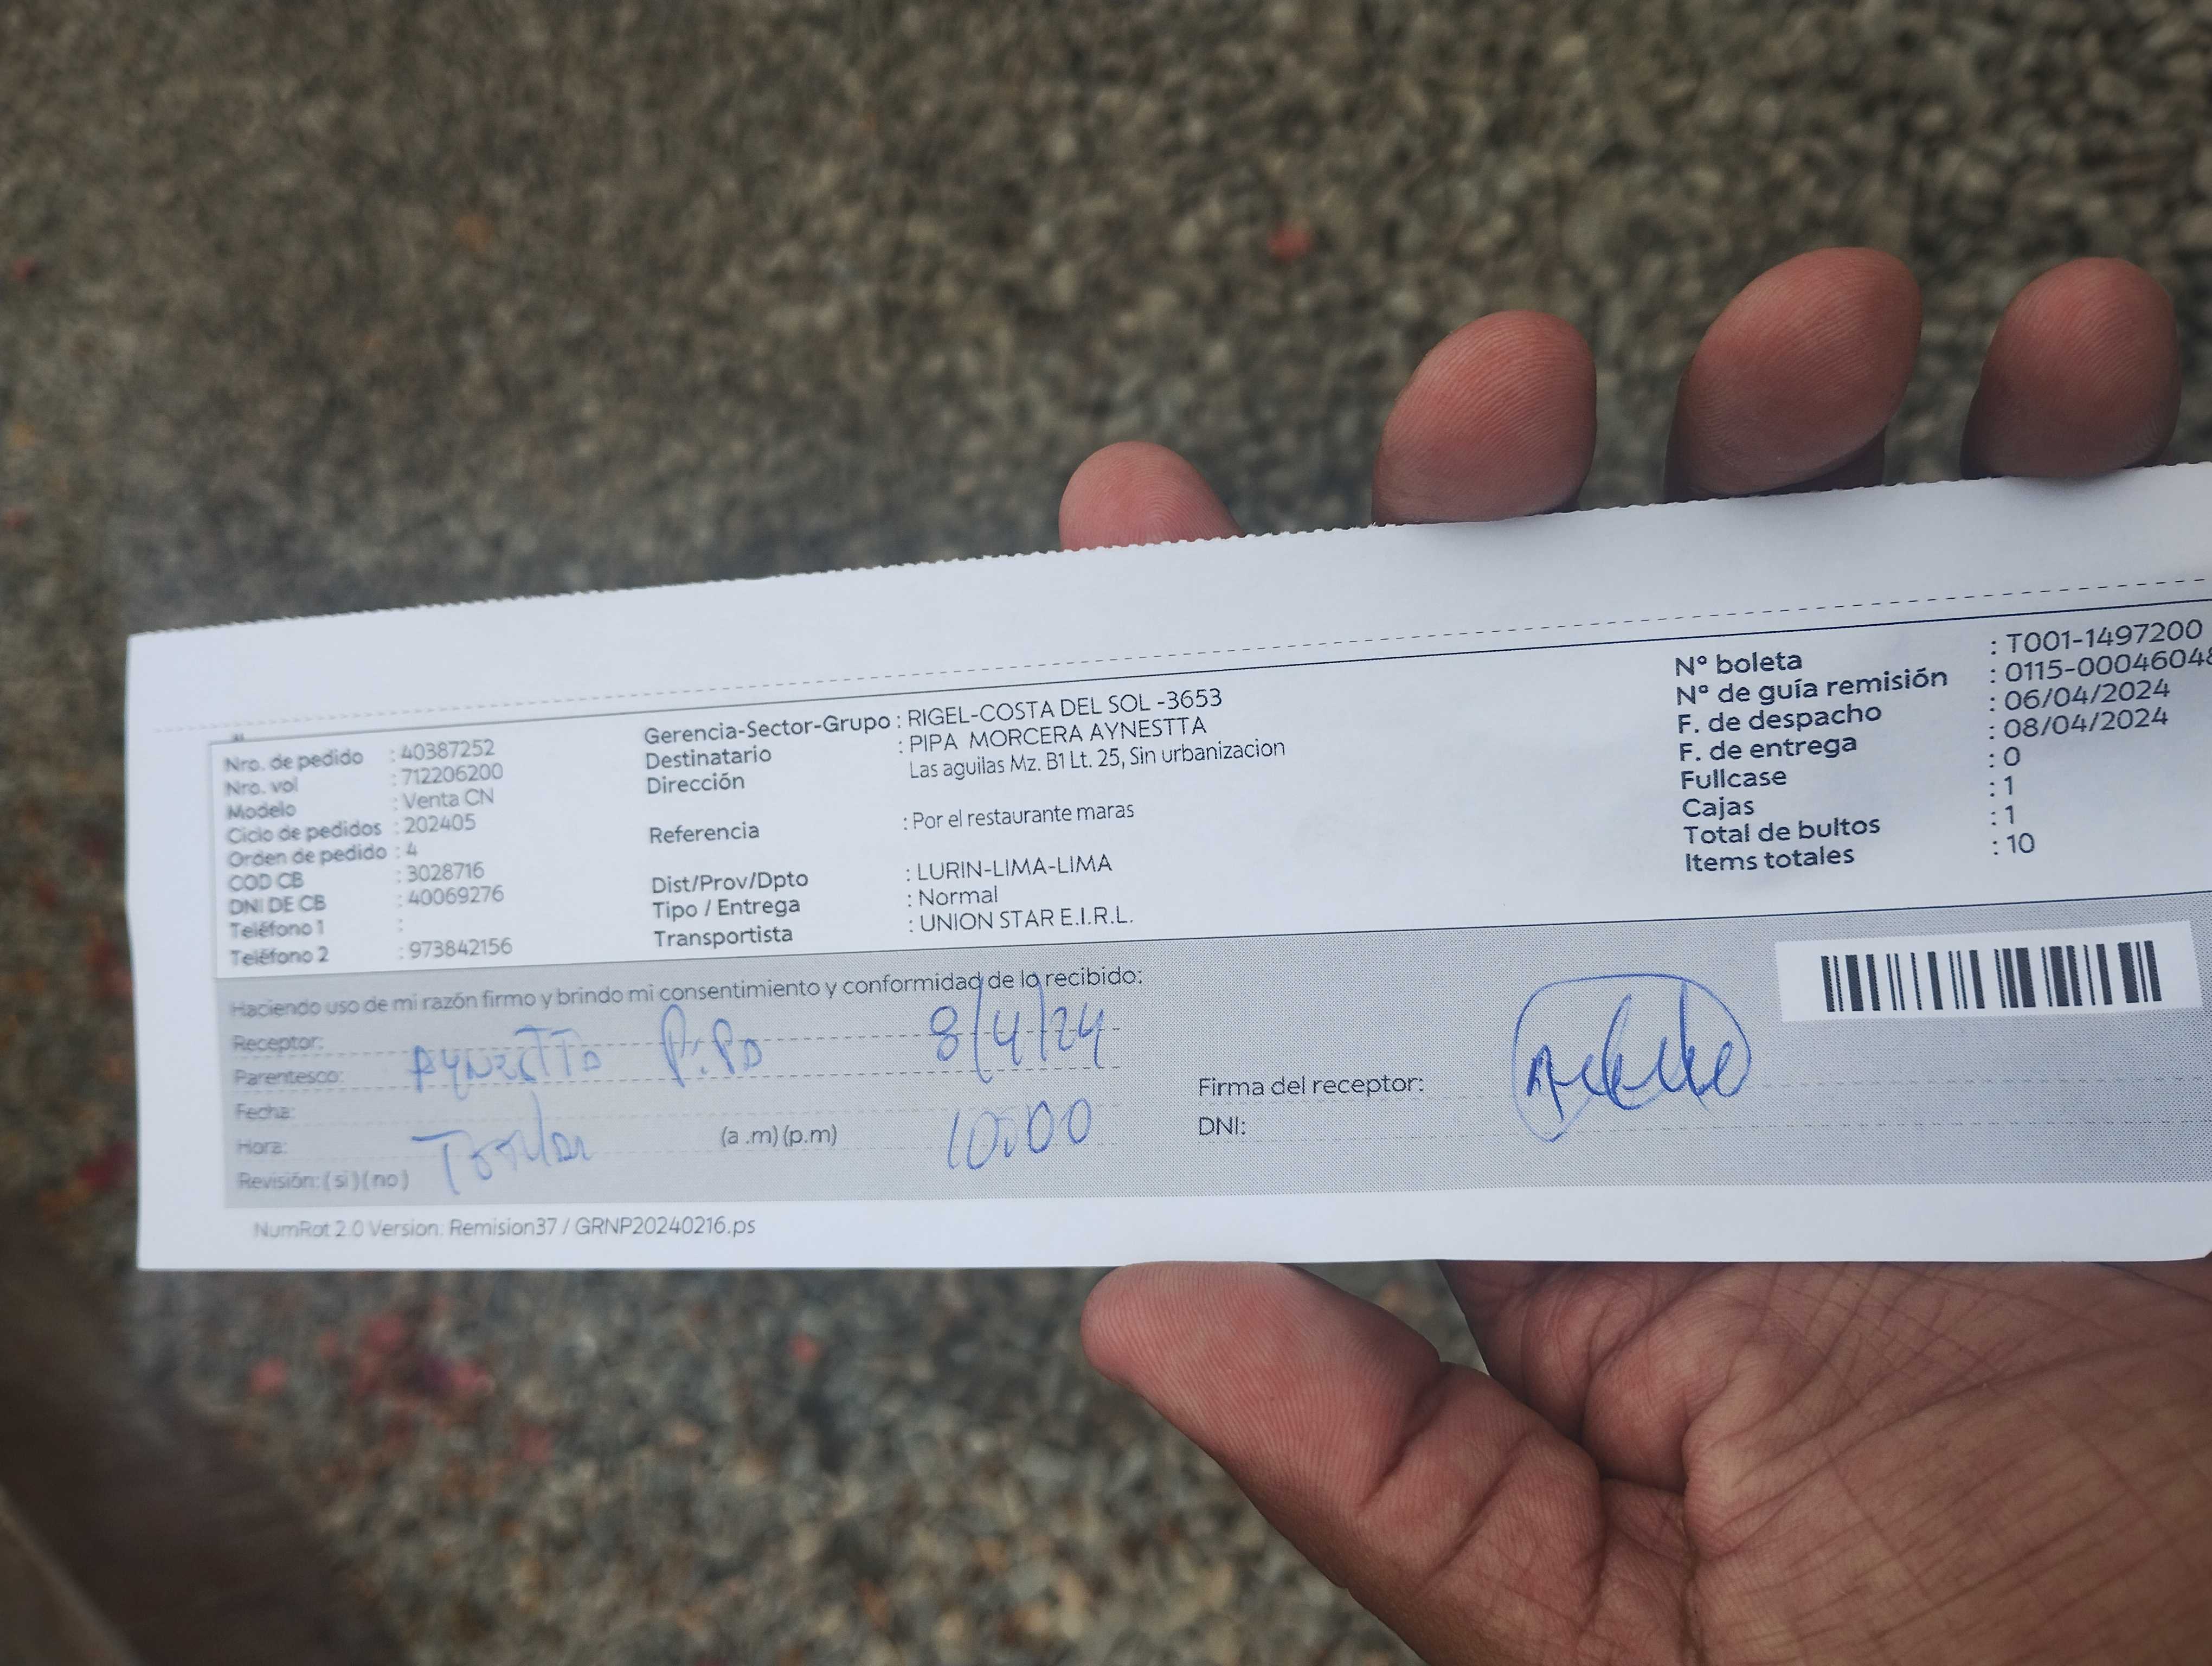 Nro. de pedido : 40387252
Nro. vol : 712206200
Modelo : Venta CN
Ciclo de pedidos : 202405
Orden de pedido : 4
COD CB : 3028716
DNI DE CB : 40069276
Teléfono 1 :
Teléfono 2 : 973842156
Gerencia-Sector-Grupo : RIGEL-COSTA DEL SOL -3653
Destinatario : PIPA MORCERA AYNESTTA
Dirección Las aguilas Mz. B1 Lt. 25, Sin urbanizacion
Referencia : Por el restaurante maras
Dist/Prov/Dpto : LURIN-LIMA-LIMA
Tipo / Entrega : Normal
Transportista : UNION STAR E.I.R.L.
N° boleta : T001-1497200
N° de guía remisión : 0115-00046048
F. de despacho : 06/04/2024
F. de entrega : 08/04/2024
Fullcase : 0
Cajas : 1
Total de bultos : 1
Items totales : 10
Haciendo uso de mi razón firmo y brindo mi consentimiento y conformidad de lo recibido:
Receptor:
Parentesco: Pipa 8/4/24
Fecha:
Hora: (a .m) (p.m) 10:00
Revisión: ( si ) ( no )
Firma del receptor:
DNI:
NumRot 2.0 Version: Remision37 / GRNP20240216.ps